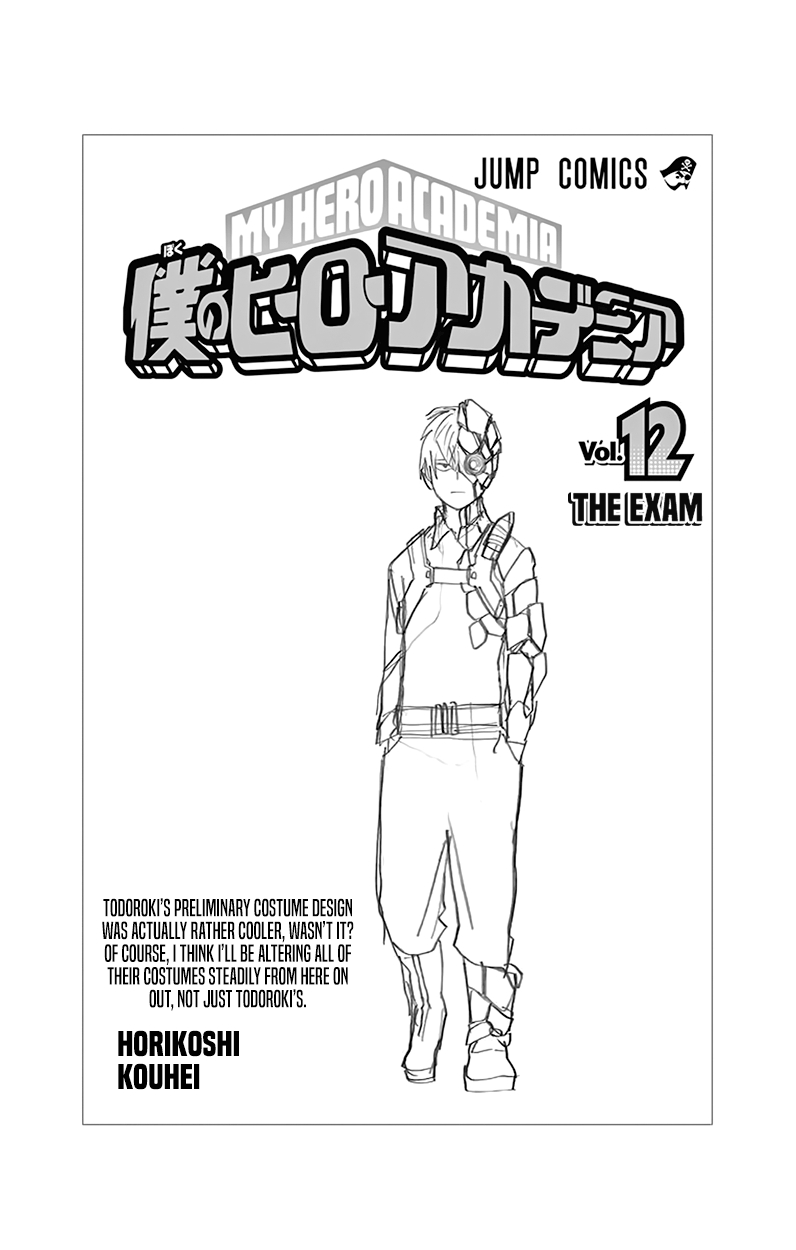 JUMP COMICS
MY HERO ACADEMIA
ぼく
僕のヒーローアカデミア
Vol.12
THE EXAM
TODOROKI'S PRELIMINARY COSTUME DESIGN
WAS ACTUALLY RATHER COOLER, WASN'T IT?
OF COURSE, I THINK I'LL BE ALTERING ALL OF
THEIR COSTUMES STEADILY FROM HERE ON
OUT, NOT JUST TODOROKI'S.
HORIKOSHI
KOUHEI